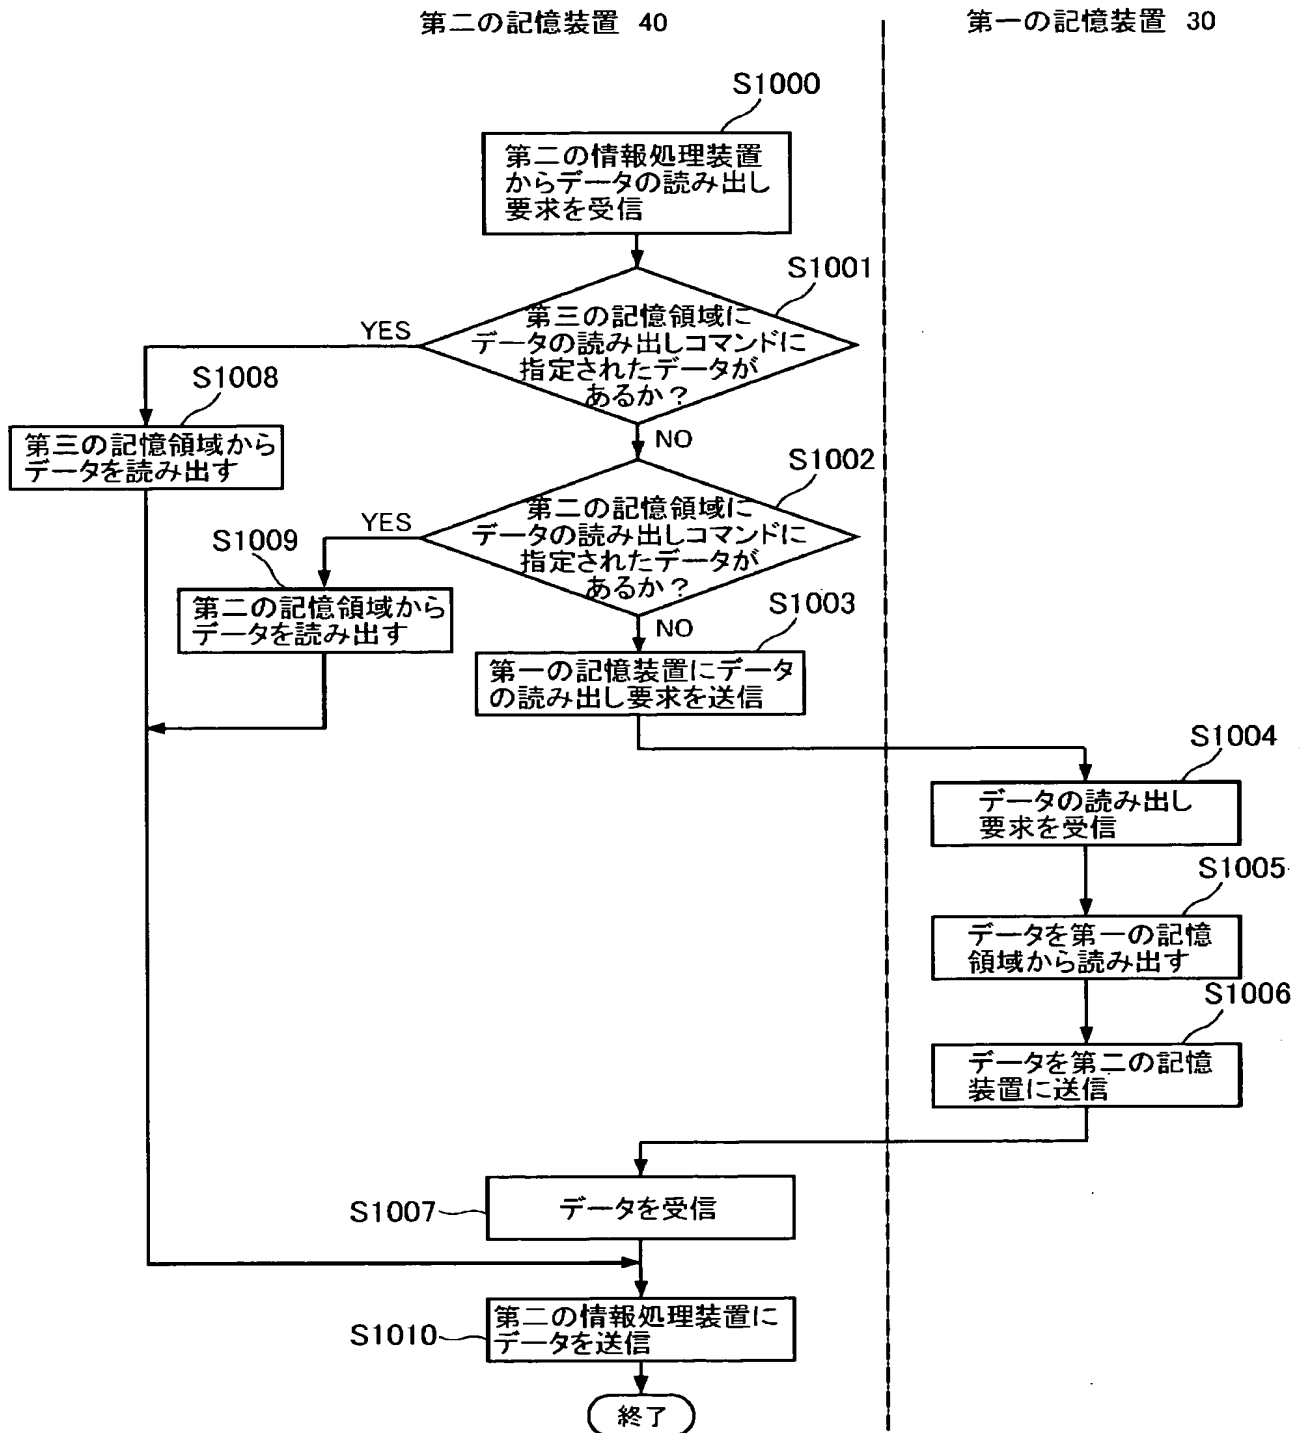 第二の記憶装置 40
第一の記憶装置 30
S1000
第二の情報処理装置
からデータの読み出し
要求を受信
S1001
第三の記憶領域に
データの読み出しコマンドに
指定されたデータが
あるか？
YES
NO
S1008
第三の記憶領域から
データを読み出す
S1002
第二の記憶領域に
データの読み出しコマンドに
指定されたデータが
あるか？
YES
NO
S1009
第二の記憶領域から
データを読み出す
S1003
第一の記憶装置にデータ
の読み出し要求を送信
S1004
データの読み出し
要求を受信
S1005
データを第一の記憶
領域から読み出す
S1006
データを第二の記憶
装置に送信
S1007
データを受信
S1010
第二の情報処理装置に
データを送信
終了